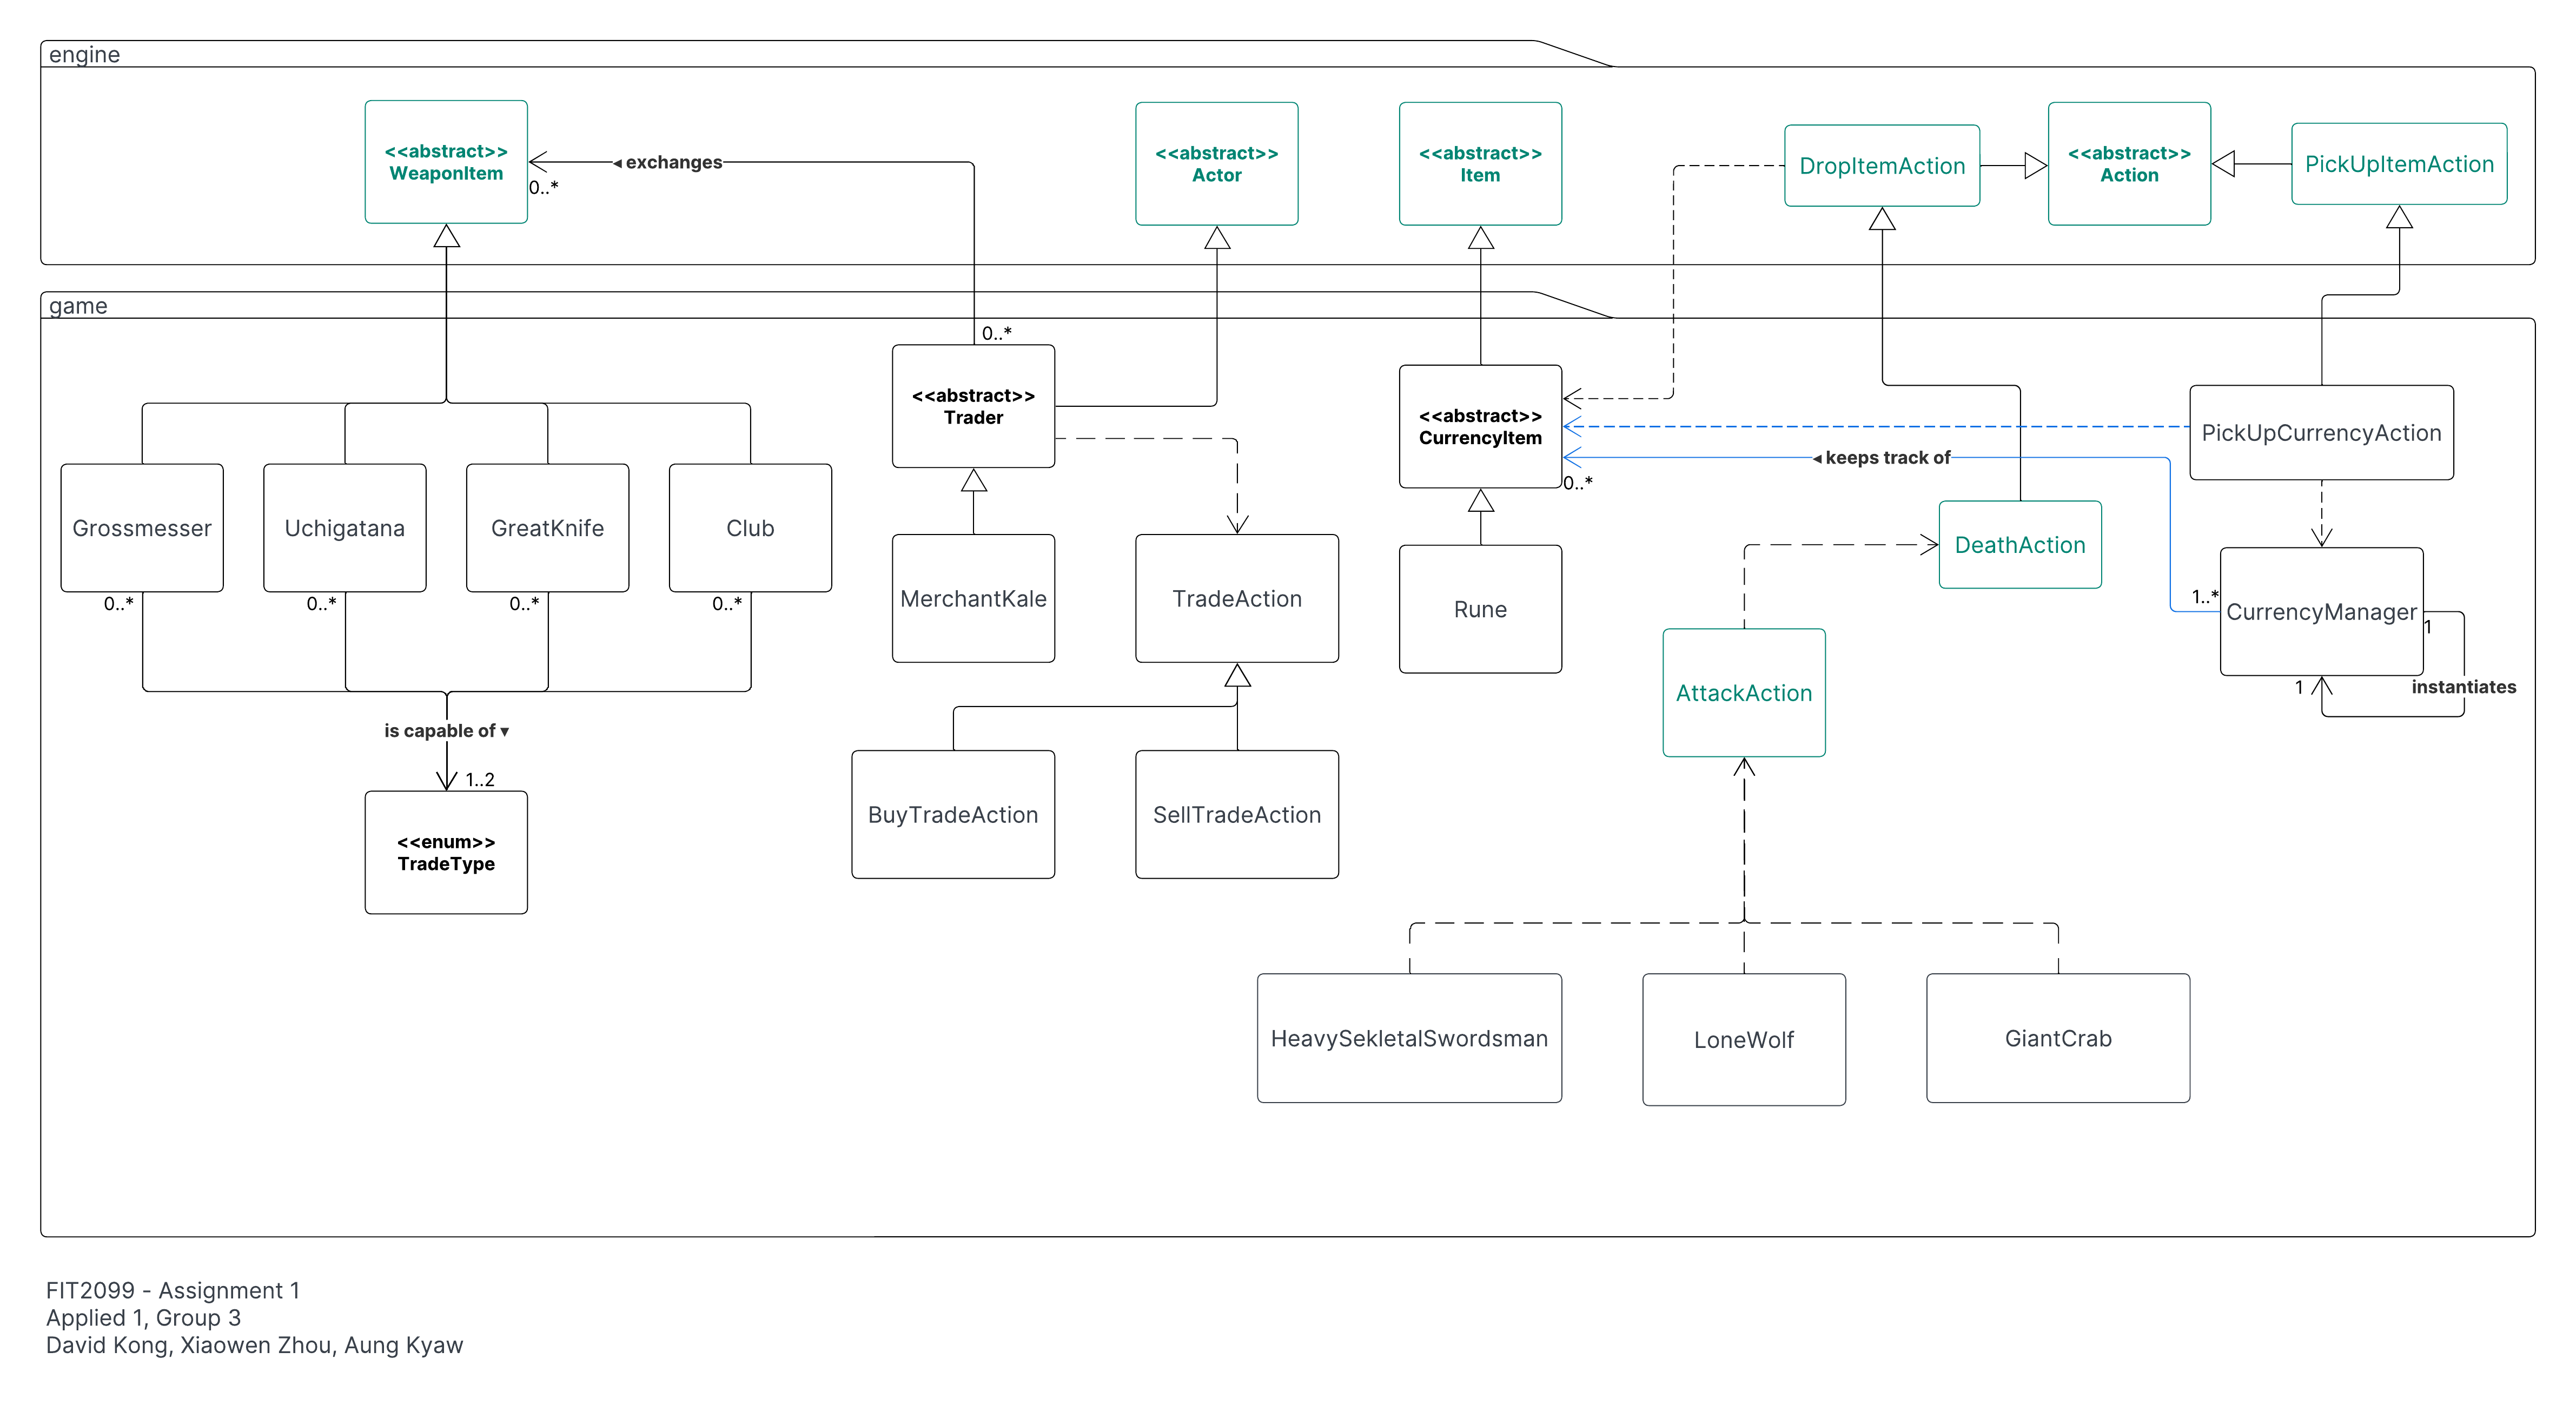 engine
<<abstract>>
WeaponItem
◂ exchanges
0..*
<<abstract>>
Actor
<<abstract>>
Item
DropItemAction
<<abstract>>
Action
PickUpItemAction
game
0..*
<<abstract>>
Trader
<<abstract>>
CurrencyItem
PickUpCurrencyAction
◂ keeps track of
0..*
Grossmesser
Uchigatana
GreatKnife
Club
0..*
0..*
0..*
0..*
MerchantKale
TradeAction
Rune
DeathAction
1..*
CurrencyManager
1
1
instantiates
AttackAction
is capable of ▾
1..2
<<enum>>
TradeType
BuyTradeAction
SellTradeAction
HeavySekletalSwordsman
LoneWolf
GiantCrab
FIT2099 - Assignment 1
Applied 1, Group 3
David Kong, Xiaowen Zhou, Aung Kyaw